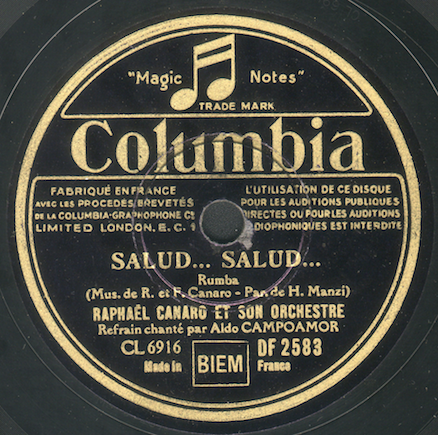 "Magic Notes"
TRADE MARK
Columbia
FABRIQUÉ EN FRANCE
AVEC LES PROCÉDÉS BREVETÉS
DE LA COLUMBIA-GRAPHOPHONE Cº
LIMITED LONDON, E.C. 1
L'UTILISATION DE CE DISQUE
POUR LES AUDITIONS PUBLIQUES
DIRECTES OU POUR LES AUDITIONS
RADIOPHONIQUES EST INTERDITE
SALUD... SALUD...
Rumba
(Mus. de R. et F. Canaro - Par. de H. Manzi)
RAPHAËL CANARO ET SON ORCHESTRE
Refrain chanté par Aldo CAMPOAMOR
CL 6916 BIEM DF 2583
Made in France